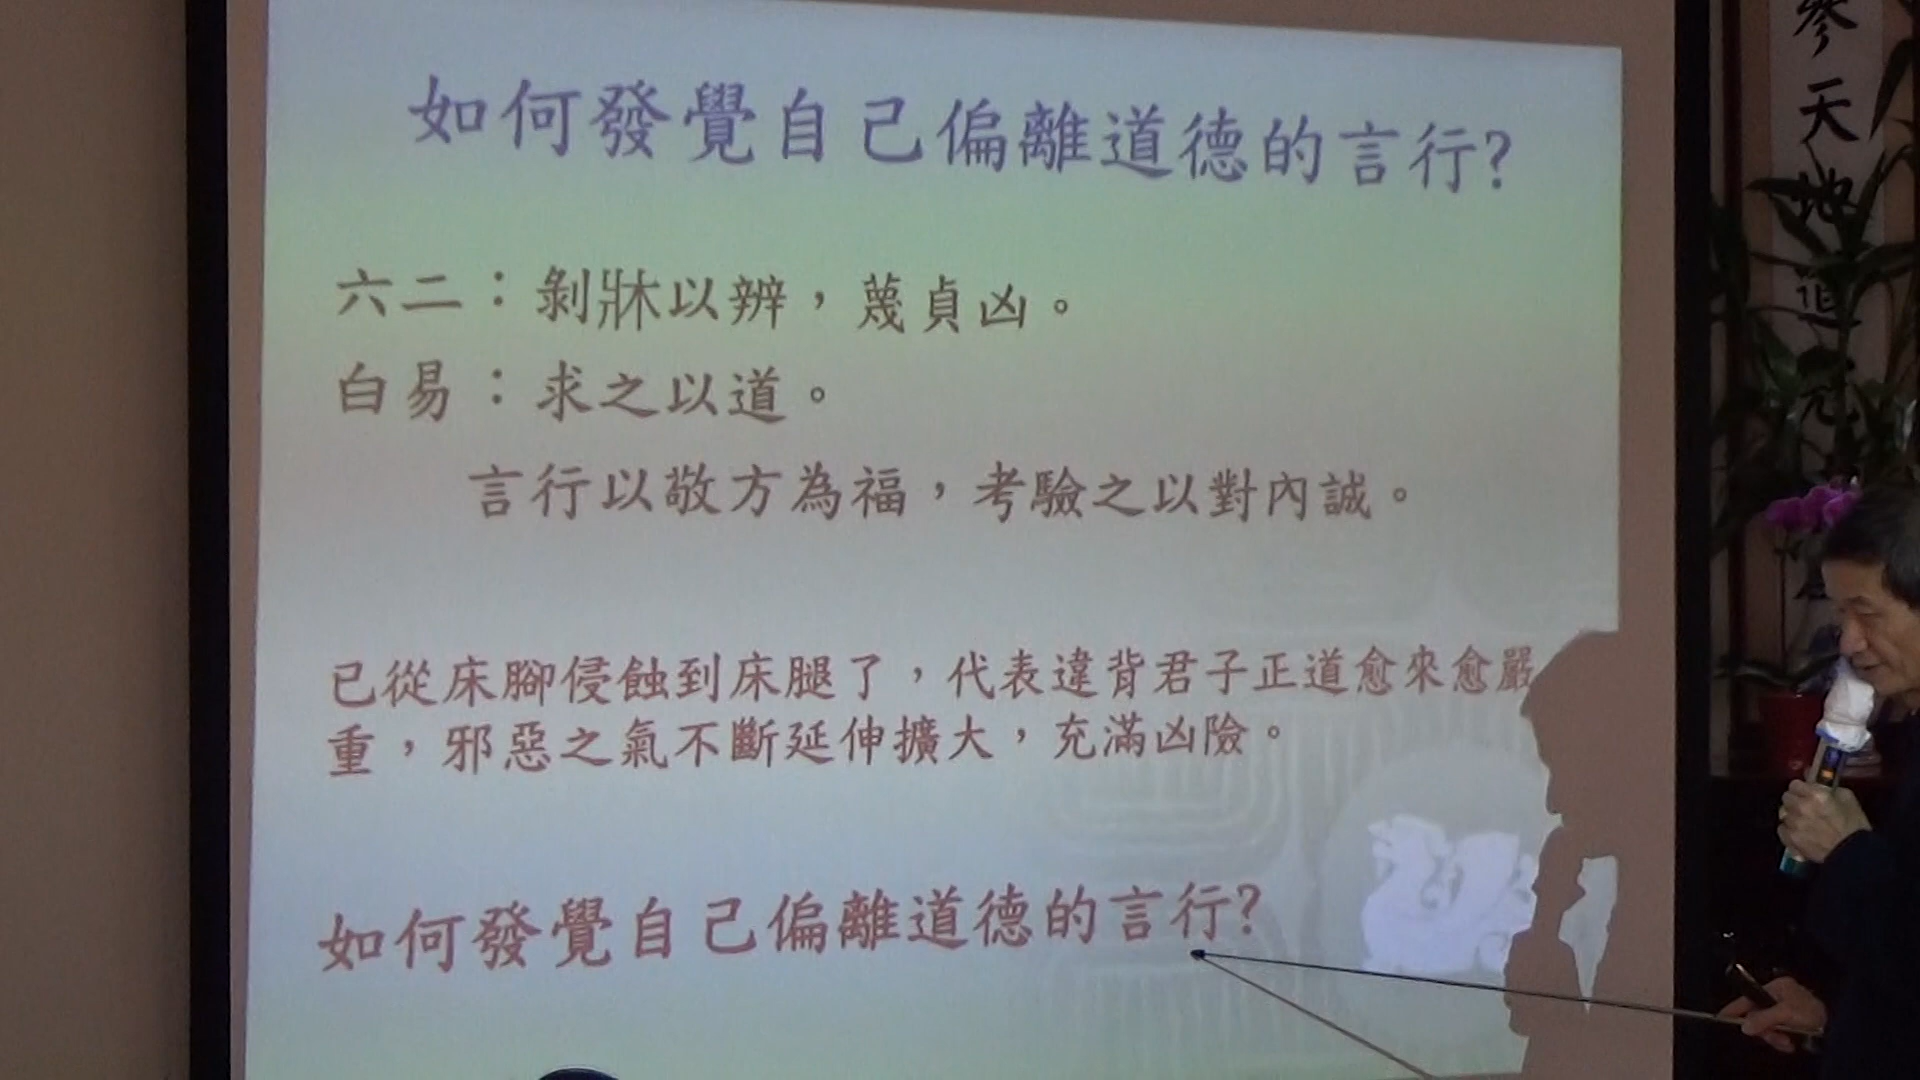 如何發覺自己偏離道德的言行?
六二：剝牀以辨，蔑貞凶。
白易：求之以道。
言行以敬方為福，考驗之以對內誠。
已從床腳侵蝕到床腿了，代表違背君子正道愈來愈嚴
重，邪惡之氣不斷延伸擴大，充滿凶險。
如何發覺自己偏離道德的言行?
參天地道